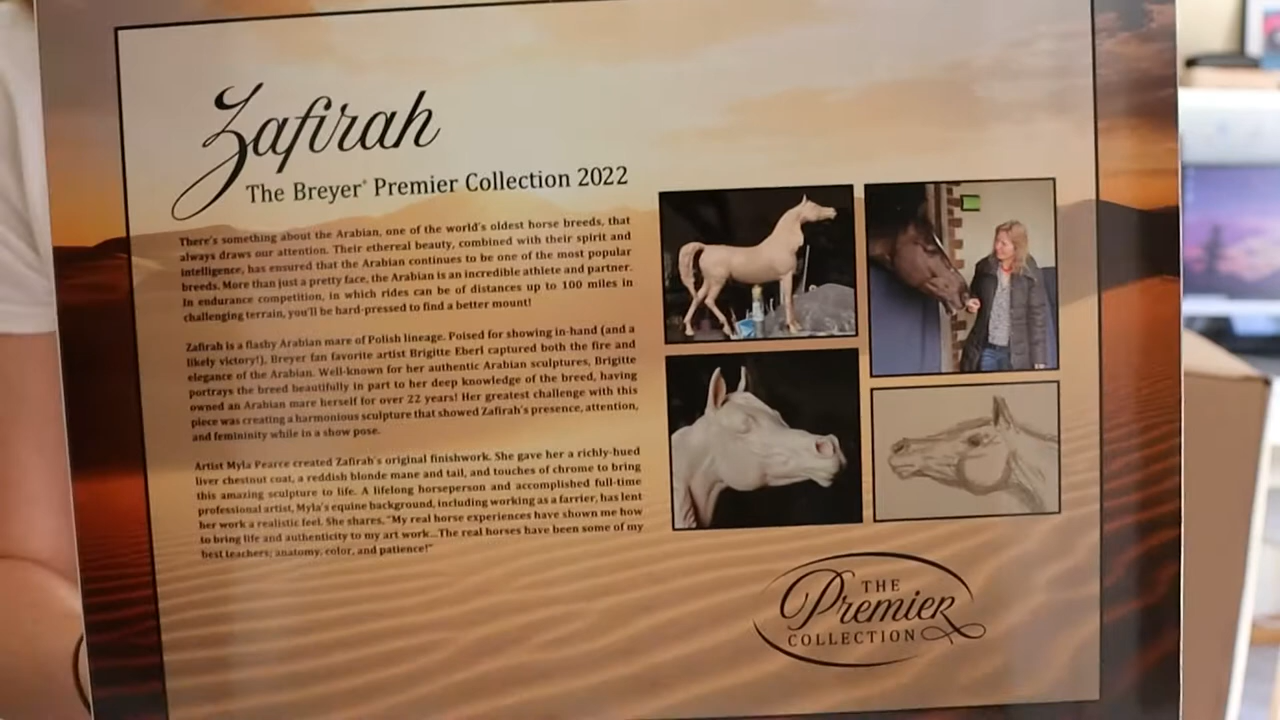 Zafirah
The Breyer® Premier Collection 2022
There's something about the Arabian, one of the world's oldest horse breeds, that
always draws our attention. Their ethereal beauty, combined with their spirit and
intelligence, has ensured that the Arabian continues to be one of the most popular
breeds. More than just a pretty face, the Arabian is an incredible athlete and partner.
In endurance competition, in which rides can be of distances up to 100 miles in
challenging terrain, you'll be hard-pressed to find a better mount!
Zafirah is a flashy Arabian mare of Polish lineage. Poised for showing in-hand (and a
likely victory!), Breyer fan favorite artist Brigitte Eberl captured both the fire and
elegance of the Arabian. Well-known for her authentic Arabian sculptures, Brigitte
portrays the breed beautifully in part to her deep knowledge of the breed, having
owned an Arabian mare herself for over 22 years! Her greatest challenge with this
piece was creating a harmonious sculpture that showed Zafirah's presence, attention,
and femininity while in a show pose.
Artist Myla Pearce created Zafirah's original finishwork. She gave her a richly-hued
liver chestnut coat, a reddish blonde mane and tail, and touches of chrome to bring
this amazing sculpture to life. A lifelong horseperson and accomplished full-time
professional artist, Myla's equine background, including working as a farrier, has lent
her work a realistic feel. She shares, "My real horse experiences have shown me how
to bring life and authenticity to my art work...The real horses have been some of my
best teachers; anatomy, color, and patience!"
THE
Premier
COLLECTION